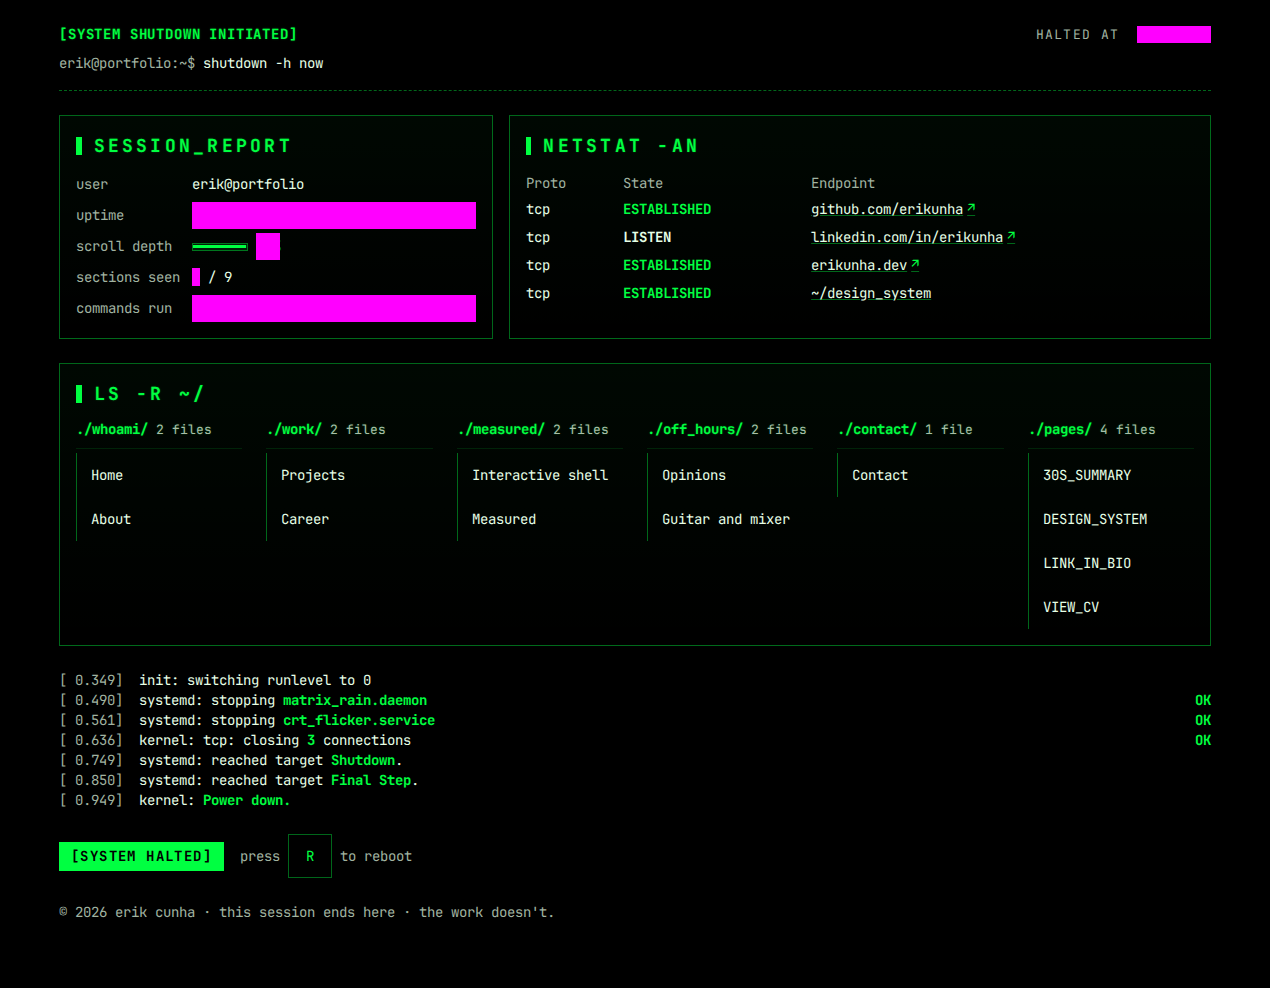 [SYSTEM SHUTDOWN INITIATED]
HALTED AT
erik@portfolio:~$ shutdown -h now
SESSION_REPORT
user erik@portfolio
uptime
scroll depth
sections seen / 9
commands run
NETSTAT -AN
Proto State Endpoint
tcp ESTABLISHED github.com/erikunha ↗
tcp LISTEN linkedin.com/in/erikunha ↗
tcp ESTABLISHED erikunha.dev ↗
tcp ESTABLISHED ~/design_system
LS -R ~/
./whoami/ 2 files
Home
About
./work/ 2 files
Projects
Career
./measured/ 2 files
Interactive shell
Measured
./off_hours/ 2 files
Opinions
Guitar and mixer
./contact/ 1 file
Contact
./pages/ 4 files
30S_SUMMARY
DESIGN_SYSTEM
LINK_IN_BIO
VIEW_CV
[ 0.349] init: switching runlevel to 0
[ 0.490] systemd: stopping matrix_rain.daemon OK
[ 0.561] systemd: stopping crt_flicker.service OK
[ 0.636] kernel: tcp: closing 3 connections OK
[ 0.749] systemd: reached target Shutdown.
[ 0.850] systemd: reached target Final Step.
[ 0.949] kernel: Power down.
[SYSTEM HALTED] press R to reboot
© 2026 erik cunha · this session ends here · the work doesn't.